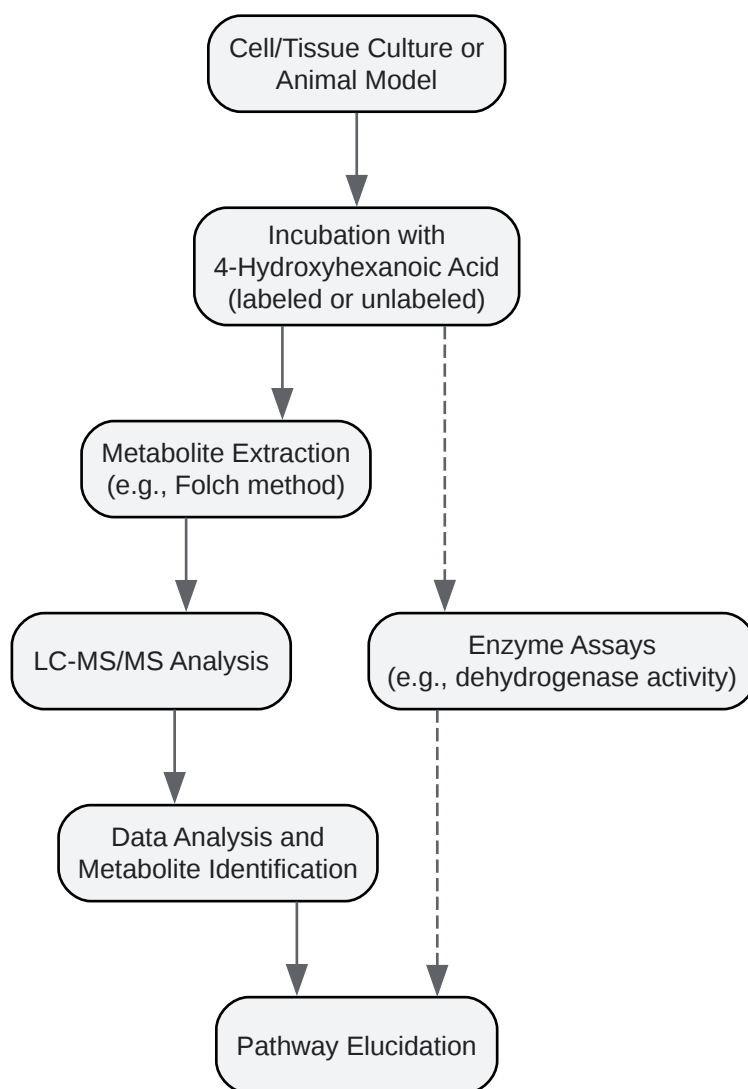 Cell/Tissue Culture or
Animal Model
Incubation with
4-Hydroxyhexanoic Acid
(labeled or unlabeled)
Metabolite Extraction
(e.g., Folch method)
LC-MS/MS Analysis
Enzyme Assays
(e.g., dehydrogenase activity)
Data Analysis and
Metabolite Identification
Pathway Elucidation